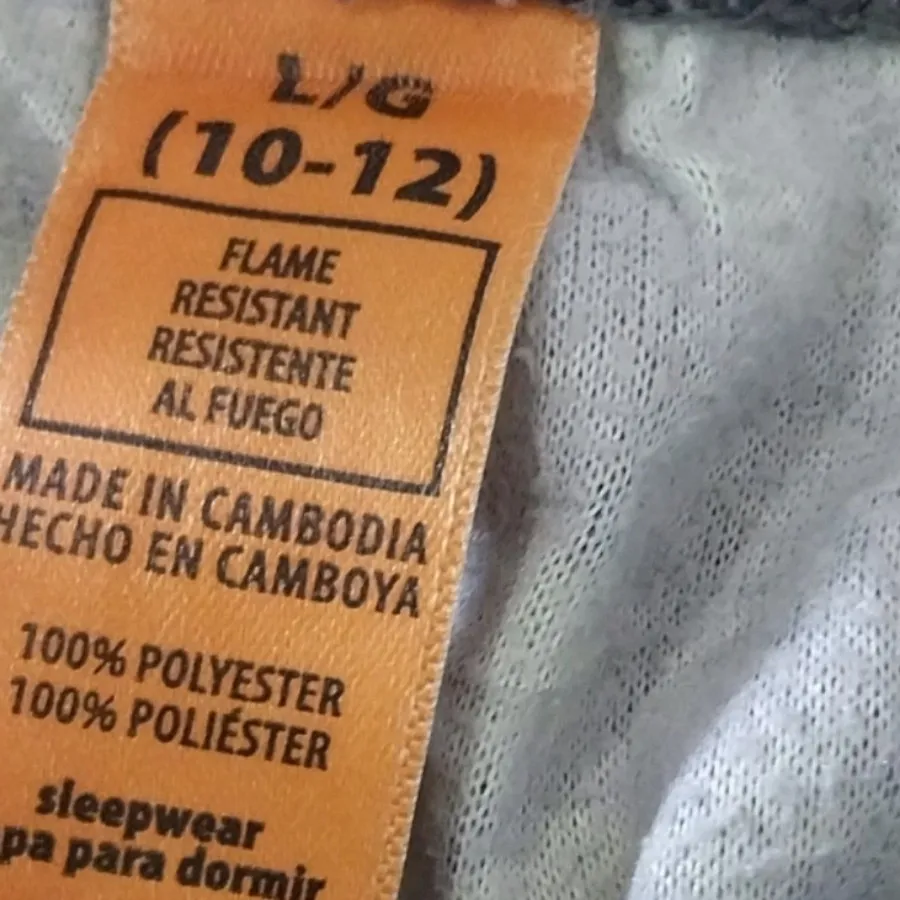 L/G
(10-12)
FLAME
RESISTANT
RESISTENTE
AL FUEGO
MADE IN CAMBODIA
HECHO EN CAMBOYA
100% POLYESTER
100% POLIÉSTER
sleepwear
pa para dormir